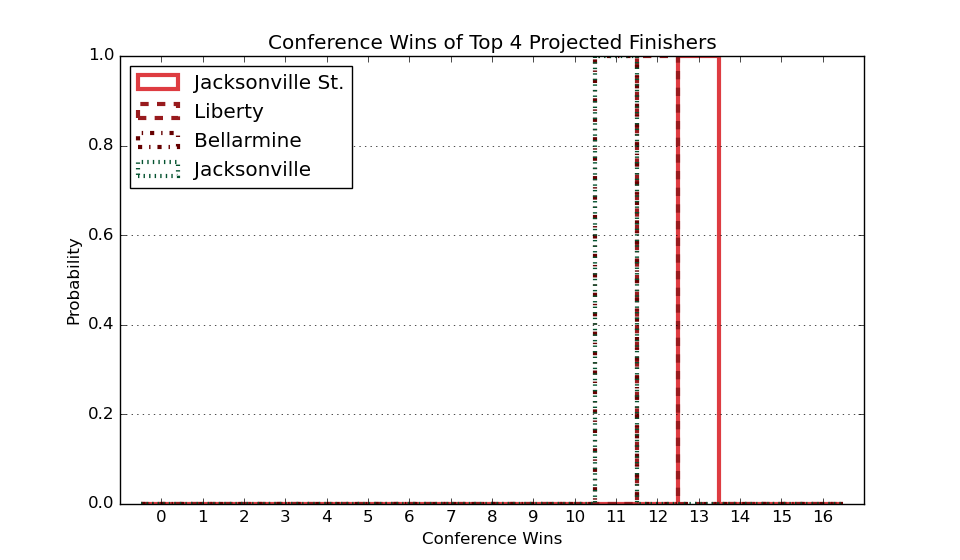 Conference Wins of Top 4 Projected Finishers
1.0
0.8
0.6
0.4
0.2
0.0
Probability
Jacksonville St.
Liberty
Bellarmine
Jacksonville
0 1 2 3 4 5 6 7 8 9 10 11 12 13 14 15 16
Conference Wins